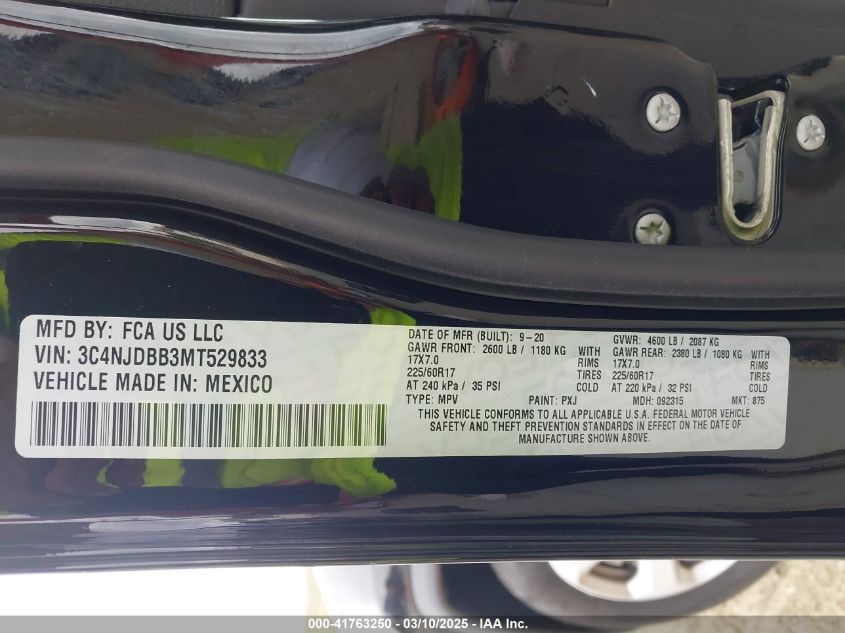 MFD BY: FCA US LLC
VIN: 3C4NJDBB3MT529833
VEHICLE MADE IN: MEXICO
DATE OF MFR (BUILT): 9-20 GVWR: 4600 LB / 2087 KG
GAWR FRONT: 2600 LB / 1180 KG WITH GAWR REAR: 2380 LB / 1080 KG WITH
17X7.0 RIMS 17X7.0 RIMS
225/60R17 TIRES 225/60R17 TIRES
AT 240 kPa / 35 PSI COLD AT 220 kPa / 32 PSI COLD
TYPE: MPV PAINT: PXJ MDH: 092315 MKT: 875
THIS VEHICLE CONFORMS TO ALL APPLICABLE U.S.A. FEDERAL MOTOR VEHICLE
SAFETY AND THEFT PREVENTION STANDARDS IN EFFECT ON THE DATE OF
MANUFACTURE SHOWN ABOVE.
000-41763250 — 03/10/2025 — IAAI.com